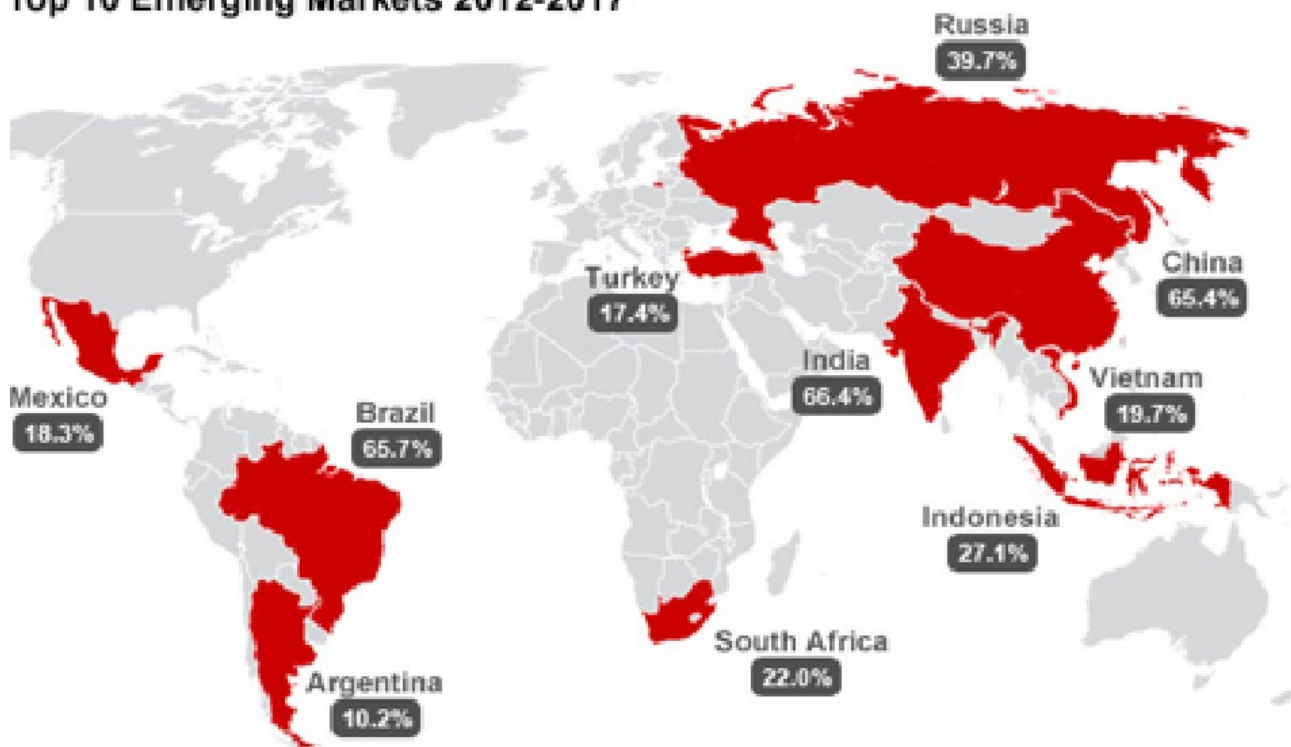 Top 10 Emerging Markets 2012-2017
Russia
39.7%
Turkey
17.4%
China
65.4%
India
66.4%
Vietnam
19.7%
Mexico
18.3%
Brazil
65.7%
Indonesia
27.1%
South Africa
22.0%
Argentina
10.2%